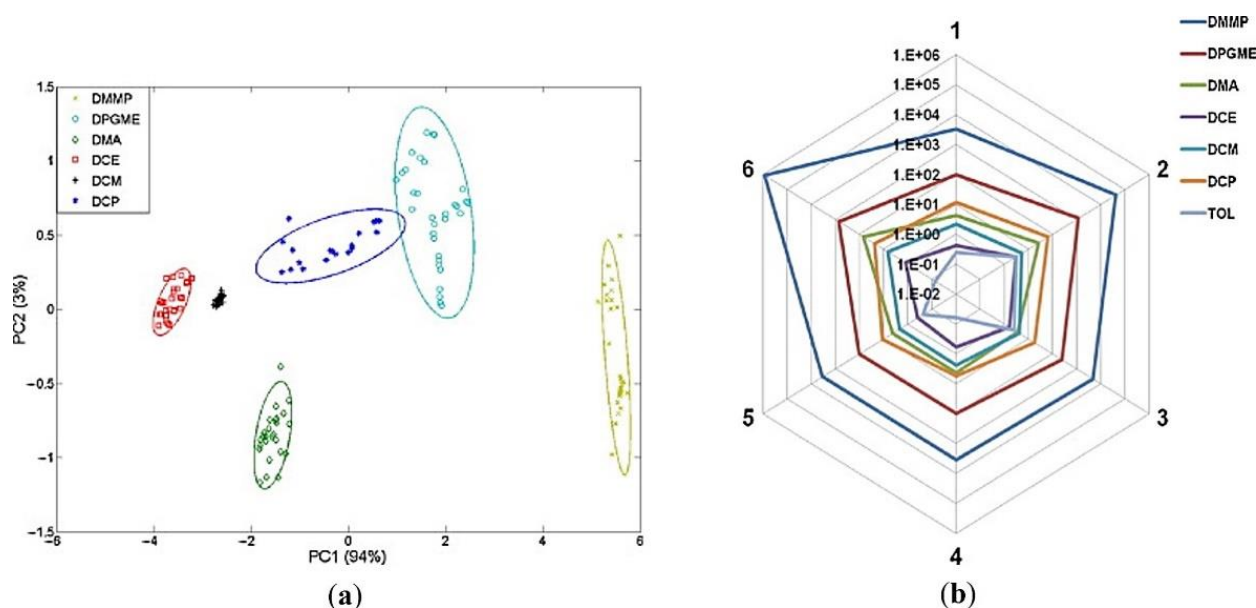 1.5
1
0.5
0
−0.5
−1
−1.5
PC2 (3%)
DMMP
DPGME
DMA
DCE
DCM
DCP
−6
−4
−2
0
2
4
6
PC1 (94%)
(a)
1
2
3
4
5
6
1.E+06
1.E+05
1.E+04
1.E+03
1.E+02
1.E+01
1.E+00
1.E-01
1.E-02
DMMP
DPGME
DMA
DCE
DCM
DCP
TOL
(b)